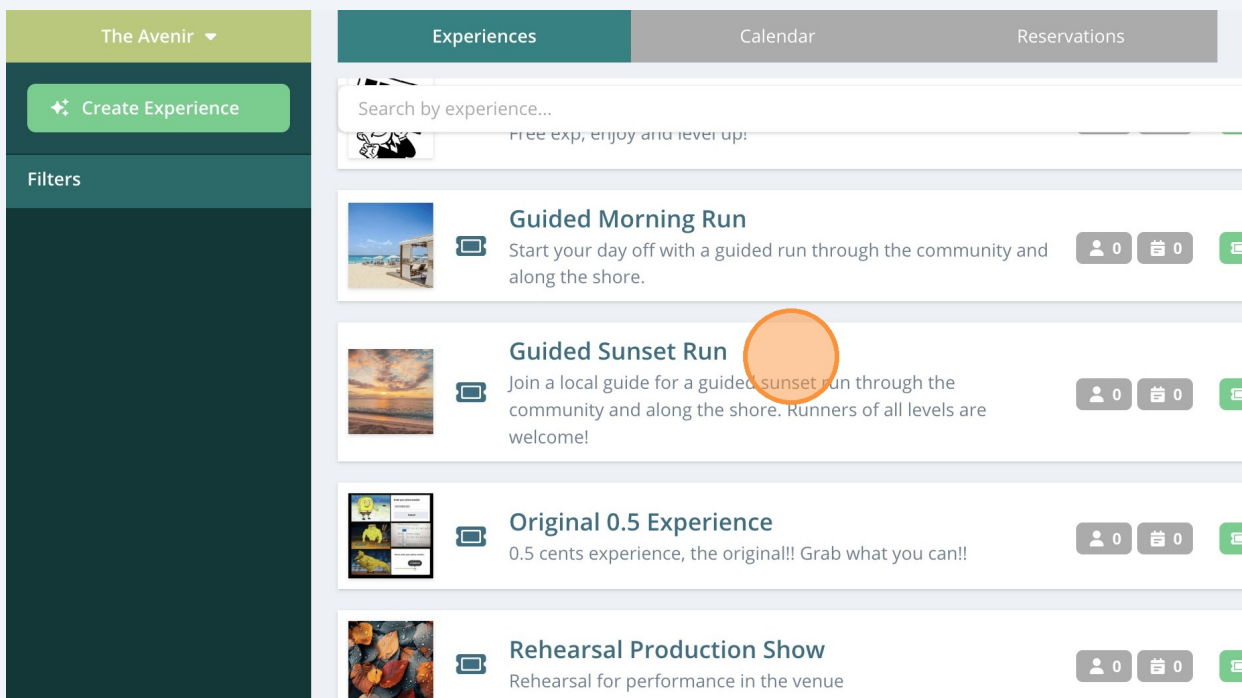 The Avenir
Experiences
Calendar
Reservations
Create Experience
Search by experience...
Free exp, enjoy and level up!
Filters
Guided Morning Run
Start your day off with a guided run through the community and
along the shore.
0 0
Guided Sunset Run
Join a local guide for a guided sunset run through the
community and along the shore. Runners of all levels are
welcome!
0 0
Original 0.5 Experience
0.5 cents experience, the original!! Grab what you can!!
0 0
Rehearsal Production Show
Rehearsal for performance in the venue
0 0